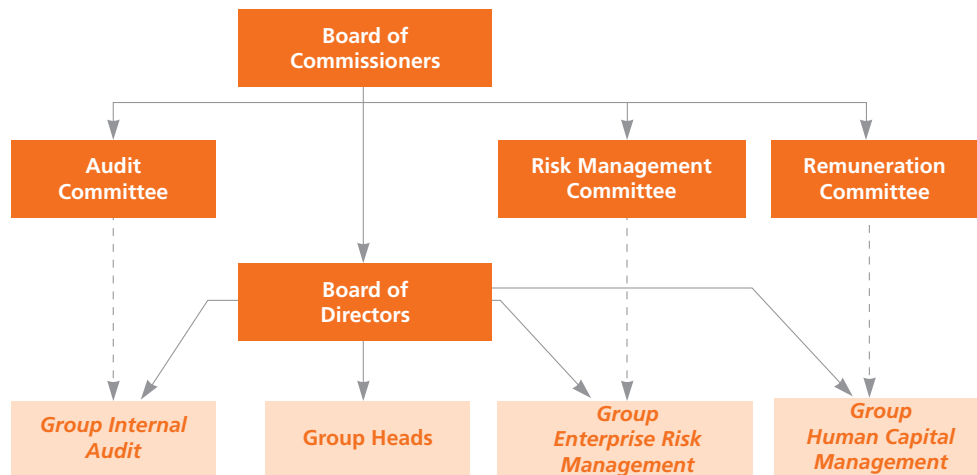 Board of
Commissioners
Audit
Committee
Risk Management
Committee
Remuneration
Committee
Board of
Directors
Group Internal
Audit
Group Heads
Group
Enterprise Risk
Management
Group
Human Capital
Management